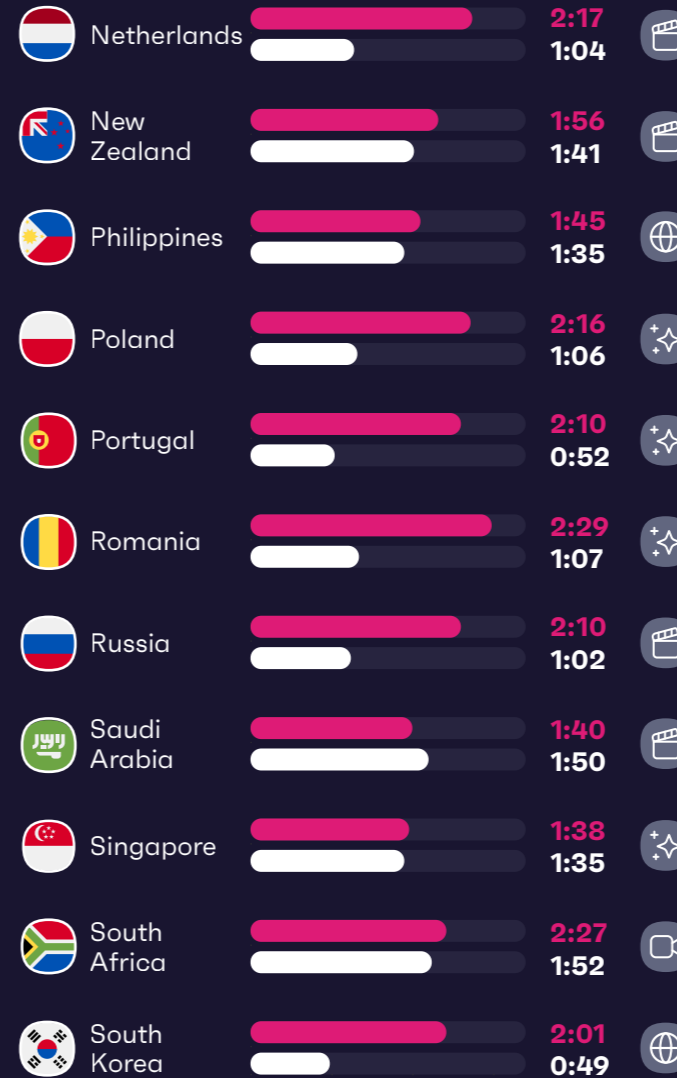 Netherlands
2:17
1:04
New
Zealand
1:56
1:41
Philippines
1:45
1:35
Poland
2:16
1:06
Portugal
2:10
0:52
Romania
2:29
1:07
Russia
2:10
1:02
Saudi
Arabia
1:40
1:50
Singapore
1:38
1:35
South
Africa
2:27
1:52
South
Korea
2:01
0:49